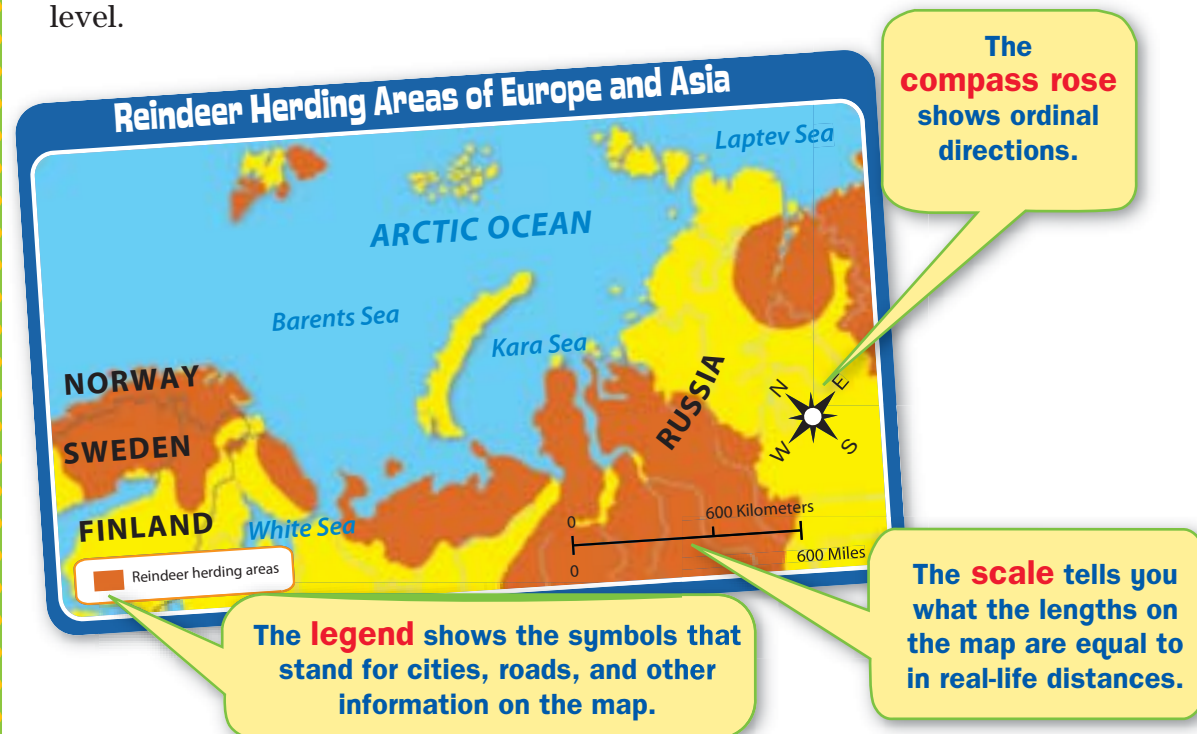 level.
Reindeer Herding Areas of Europe and Asia
Laptev Sea
ARCTIC OCEAN
Barents Sea
Kara Sea
NORWAY
SWEDEN
FINLAND
White Sea
RUSSIA
N
E
W
S
0
600 Kilometers
0
600 Miles
Reindeer herding areas
The
compass rose
shows ordinal
directions.
The legend shows the symbols that
stand for cities, roads, and other
information on the map.
The scale tells you
what the lengths on
the map are equal to
in real-life distances.